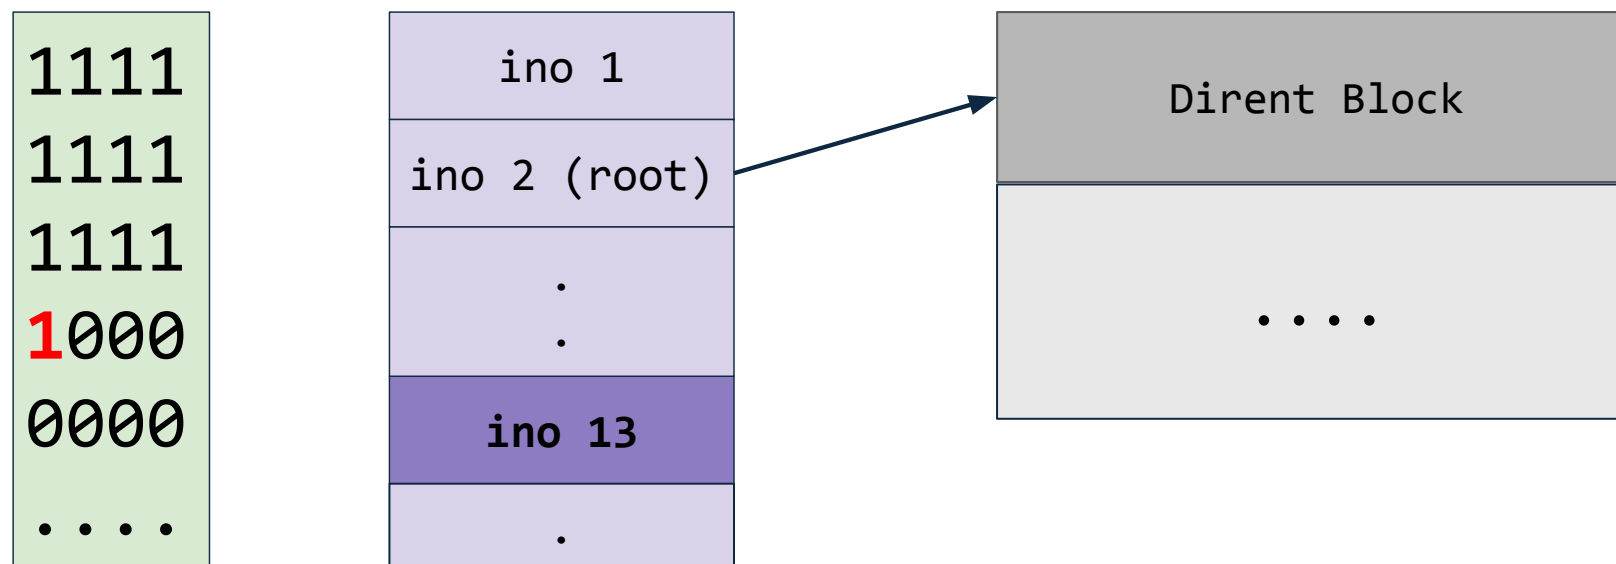 1111
1111
1111
1000
0000
....
ino 1
ino 2 (root)
.
.
ino 13
.
Dirent Block
....